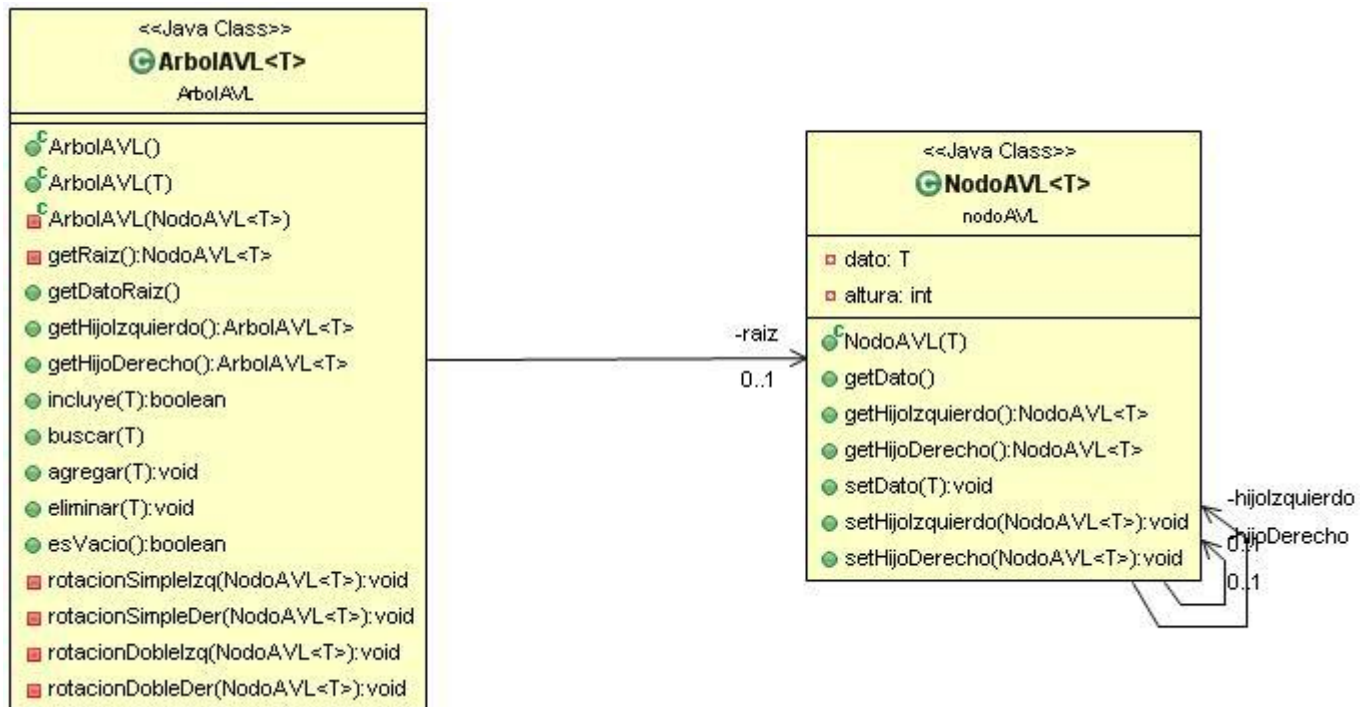 <<Java Class>>
ArbolAVL<T>
ArbolAVL
ArbolAVL()
ArbolAVL(T)
ArbolAVL(NodoAVL<T>)
getRaiz():NodoAVL<T>
getDatoRaiz()
getHijoIzquierdo():ArbolAVL<T>
getHijoDerecho():ArbolAVL<T>
incluye(T):boolean
buscar(T)
agregar(T):void
eliminar(T):void
esVacio():boolean
rotacionSimpleIzq(NodoAVL<T>):void
rotacionSimpleDer(NodoAVL<T>):void
rotacionDobleIzq(NodoAVL<T>):void
rotacionDobleDer(NodoAVL<T>):void
-raiz
0..1
<<Java Class>>
NodoAVL<T>
nodoAVL
dato: T
altura: int
NodoAVL(T)
getDato()
getHijoIzquierdo():NodoAVL<T>
getHijoDerecho():NodoAVL<T>
setDato(T):void
setHijoIzquierdo(NodoAVL<T>):void
setHijoDerecho(NodoAVL<T>):void
-hijoIzquierdo
-hijoDerecho
0..1